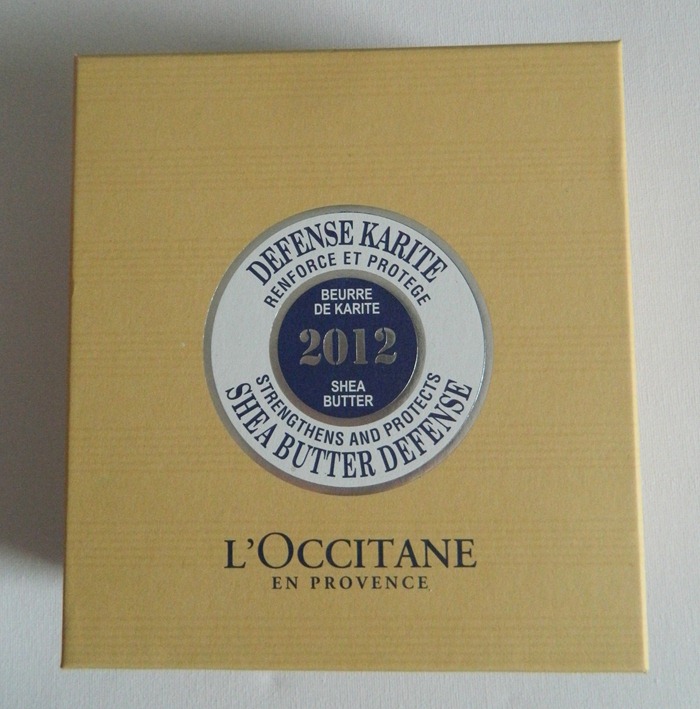 DEFENSE KARITE
RENFORCE ET PROTEGE
BEURRE
DE KARITE
2012
SHEA
BUTTER
STRENGTHENS AND PROTECTS
SHEA BUTTER DEFENSE
L'OCCITANE
EN PROVENCE